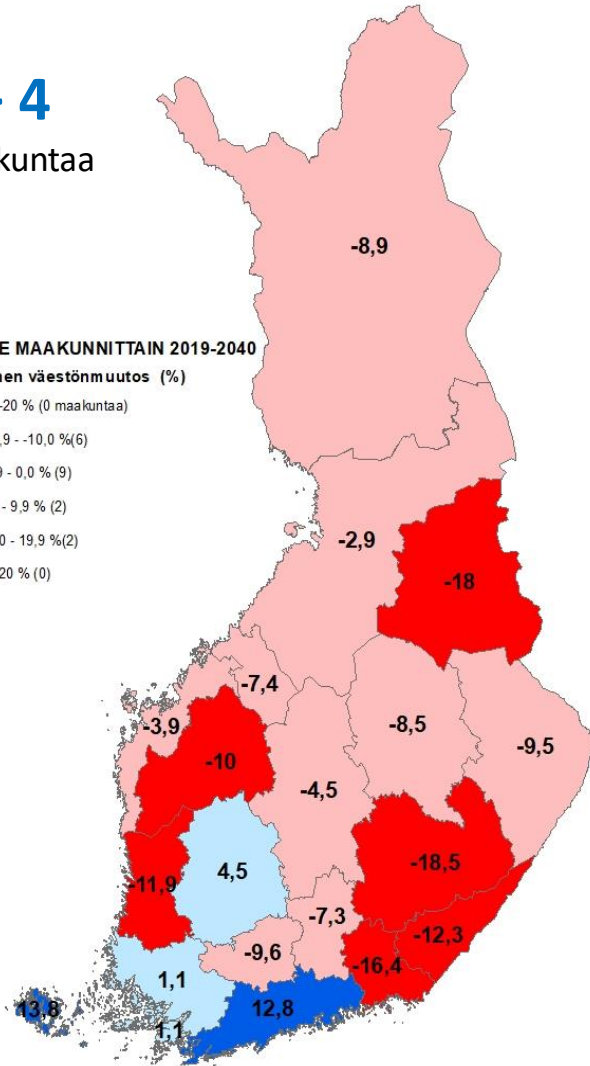 4
kuntaa
E MAAKUNNITTAIN 2019-2040
en väestönmuutos (%)
-20 % (0 maakuntaa)
,9 - -10,0 %(6)
9 - 0,0 % (9)
- 9,9 % (2)
0 - 19,9 %(2)
20 % (0)
-8,9
-2,9
-18
-7,4
-3,9
-8,5
-9,5
-10
-4,5
-18,5
4,5
-11,9
-7,3
-12,3
-9,6
-16,4
1,1
12,8
13,8
1,1